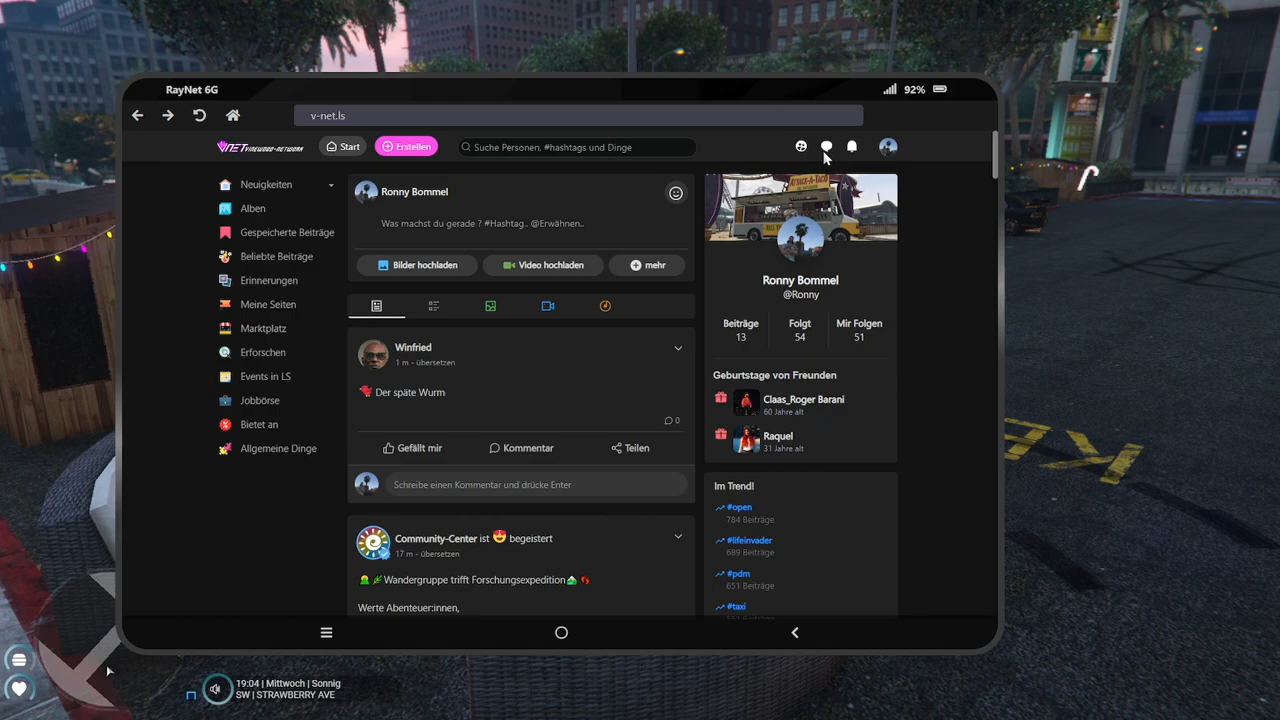 RayNet 6G
92%
v-net.ls
VNET VINEWOOD-NETWORK
Start
Erstellen
Suche Personen, #hashtags und Dinge
Neuigkeiten
Alben
Gespeicherte Beiträge
Beliebte Beiträge
Erinnerungen
Meine Seiten
Marktplatz
Erforschen
Events in LS
Jobbörse
Bietet an
Allgemeine Dinge
Ronny Bommel
Was machst du gerade ? #Hashtag.. @Erwähnen..
Bilder hochladen
Video hochladen
mehr
Winfried
1 m - übersetzen
Der späte Wurm
0
Gefällt mir
Kommentar
Teilen
Schreibe einen Kommentar und drücke Enter
Community-Center ist 😍 begeistert
17 m - übersetzen
Wandergruppe trifft Forschungsexpedition
Werte Abenteuer:innen,
ATTACK-A-TACO
Ronny Bommel
@Ronny
Beiträge
13
Folgt
54
Mir Folgen
51
Geburtstage von Freunden
Claas_Roger Barani
60 Jahre alt
Raquel
31 Jahre alt
Im Trend!
#open
784 Beiträge
#lifeinvader
689 Beiträge
#pdm
651 Beiträge
#taxi
19:04 | Mittwoch | Sonnig
SW | STRAWBERRY AVE